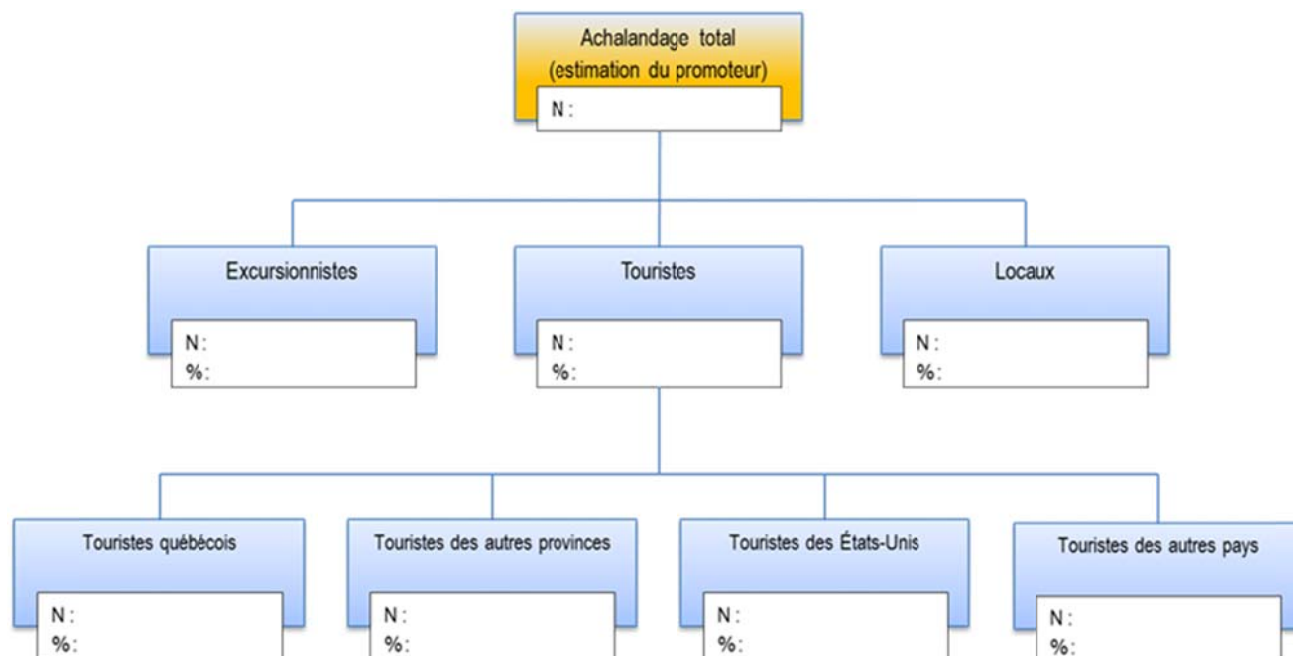 Achalandage total
(estimation du promoteur)
N :
Excursionnistes
N :
%:
Touristes
N :
%:
Locaux
N :
%:
Touristes québécois
N :
%:
Touristes des autres provinces
N :
%:
Touristes des États-Unis
N :
%:
Touristes des autres pays
N :
%: